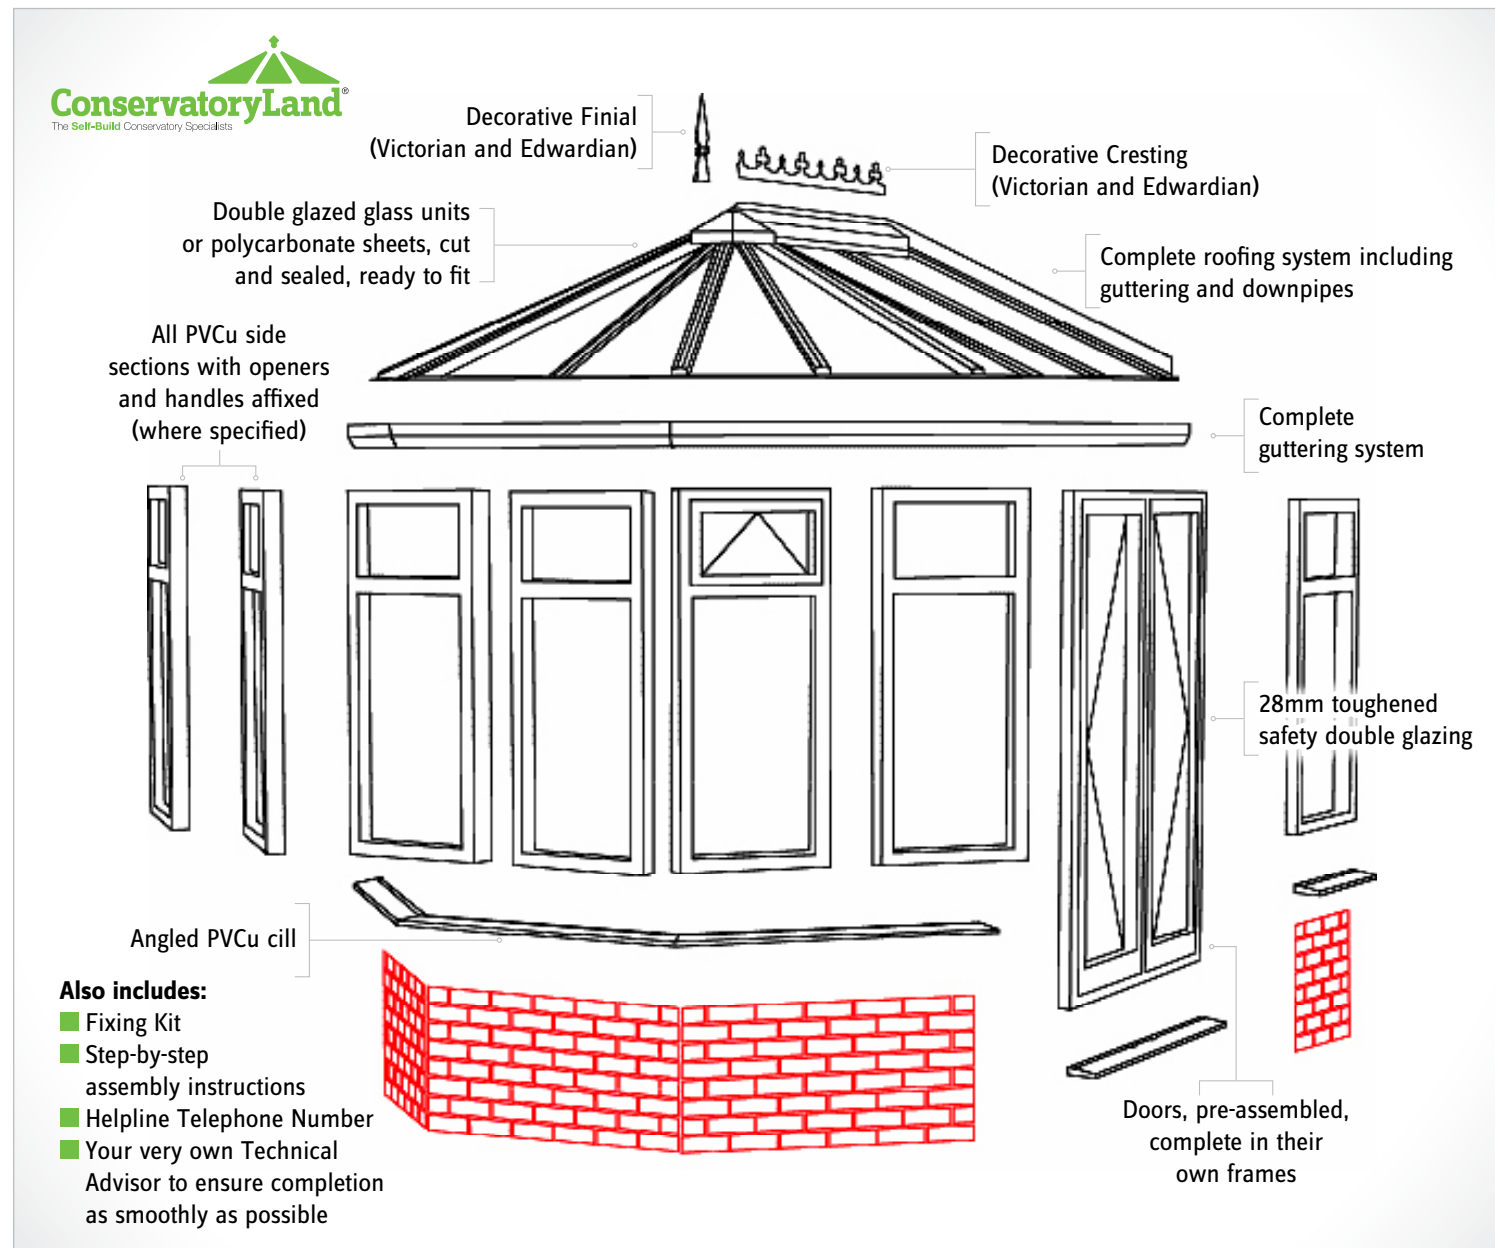 ConservatoryLand®
The Self-Build Conservatory Specialists
Decorative Finial
(Victorian and Edwardian)
Decorative Cresting
(Victorian and Edwardian)
Double glazed glass units
or polycarbonate sheets, cut
and sealed, ready to fit
Complete roofing system including
guttering and downpipes
All PVCu side
sections with openers
and handles affixed
(where specified)
Complete
guttering system
28mm toughened
safety double glazing
Angled PVCu cill
Also includes:
Fixing Kit
Step-by-step
assembly instructions
Helpline Telephone Number
Your very own Technical
Advisor to ensure completion
as smoothly as possible
Doors, pre-assembled,
complete in their
own frames